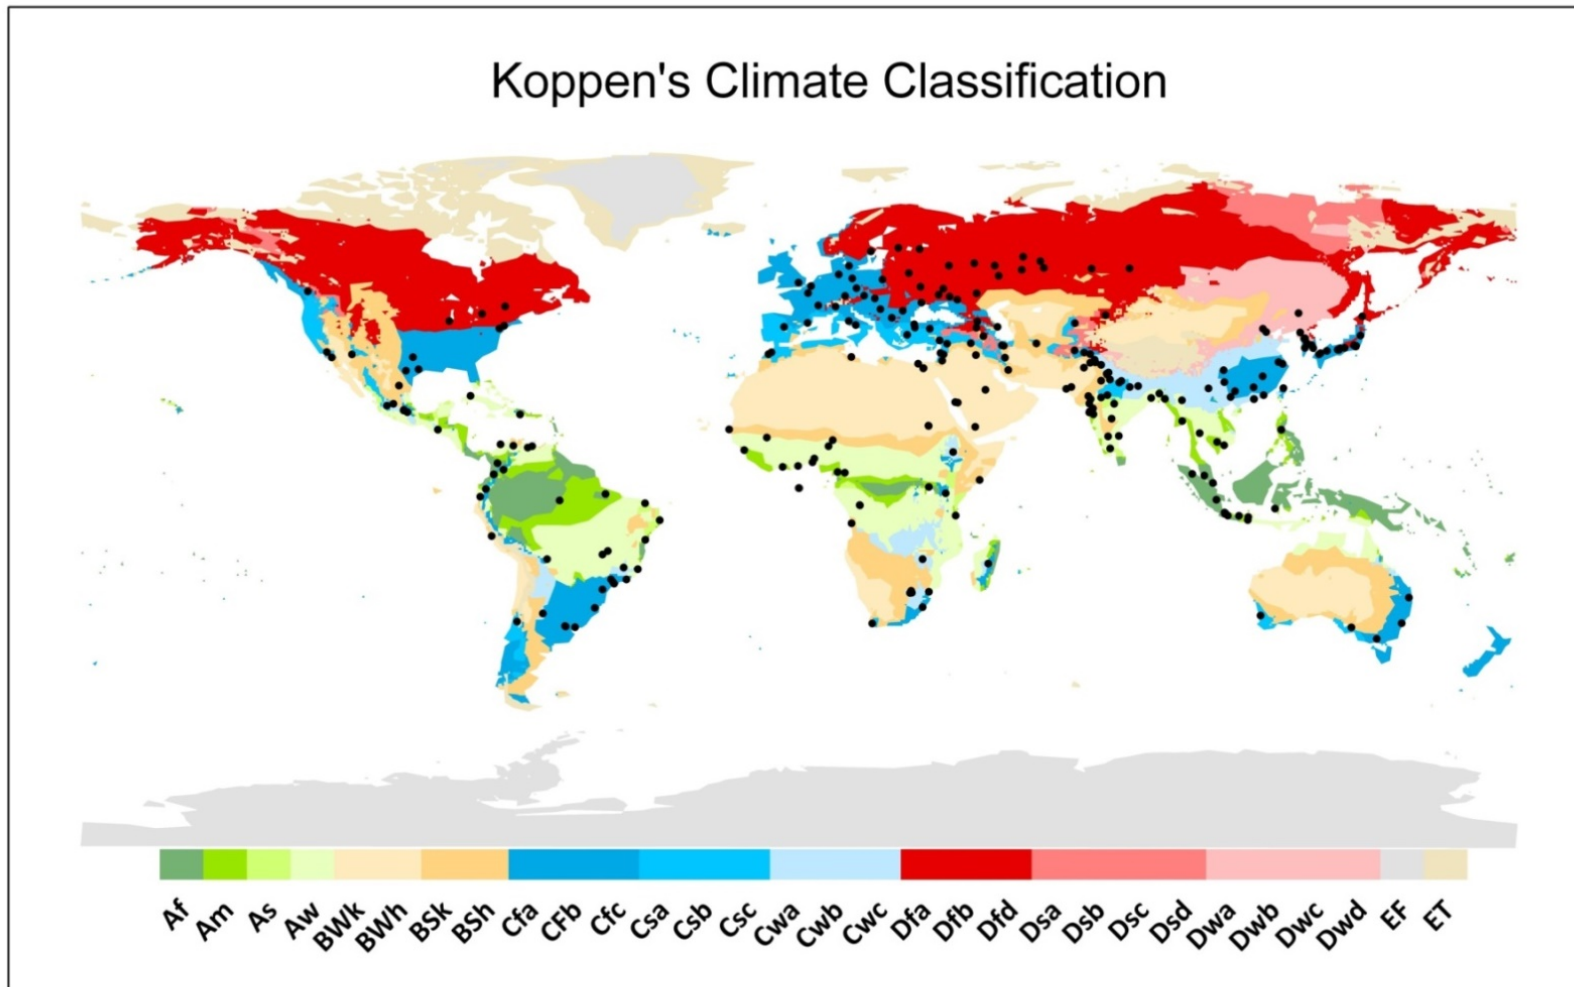 Koppen's Climate Classification
Af Am As Aw BWk BWh BSk BSh Cfa CFb Cfc Csa Csb Csc Cwa Cwb Cwc Dfa Dfb Dfd Dsa Dsb Dsc Dsd Dwa Dwb Dwc Dwd EF ET